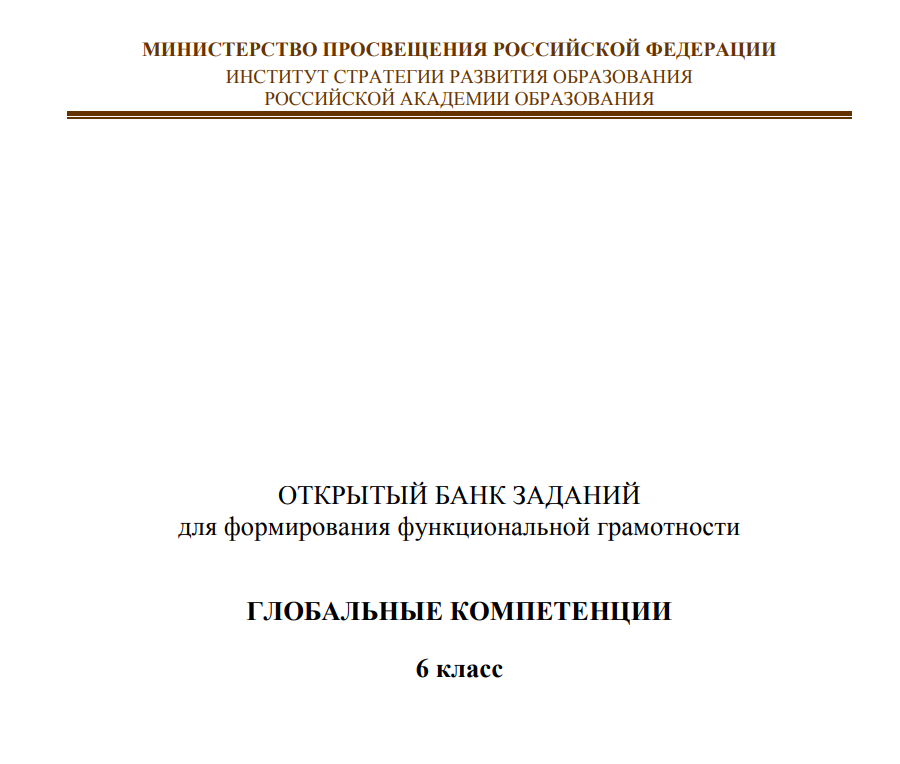 МИНИСТЕРСТВО ПРОСВЕЩЕНИЯ РОССИЙСКОЙ ФЕДЕРАЦИИ
ИНСТИТУТ СТРАТЕГИИ РАЗВИТИЯ ОБРАЗОВАНИЯ
РОССИЙСКОЙ АКАДЕМИИ ОБРАЗОВАНИЯ
ОТКРЫТЫЙ БАНК ЗАДАНИЙ
для формирования функциональной грамотности
ГЛОБАЛЬНЫЕ КОМПЕТЕНЦИИ
6 класс